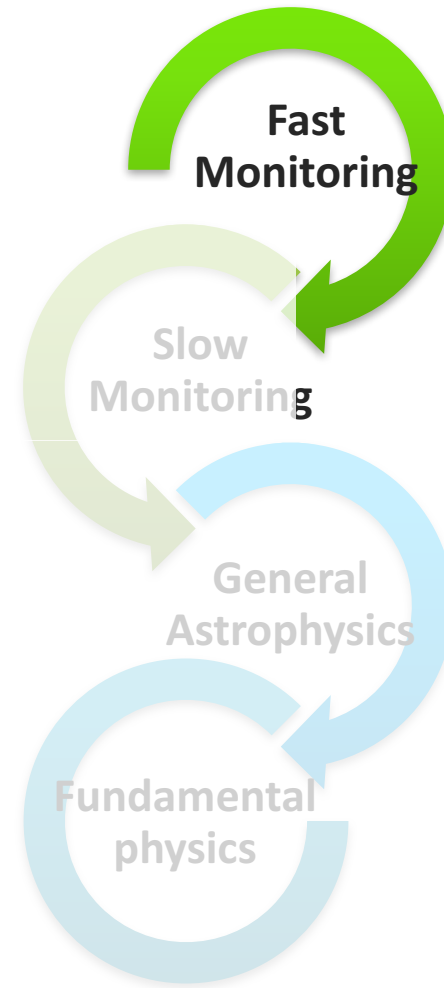 Fast
Monitoring
Slow
Monitoring
General
Astrophysics
Fundamental
physics